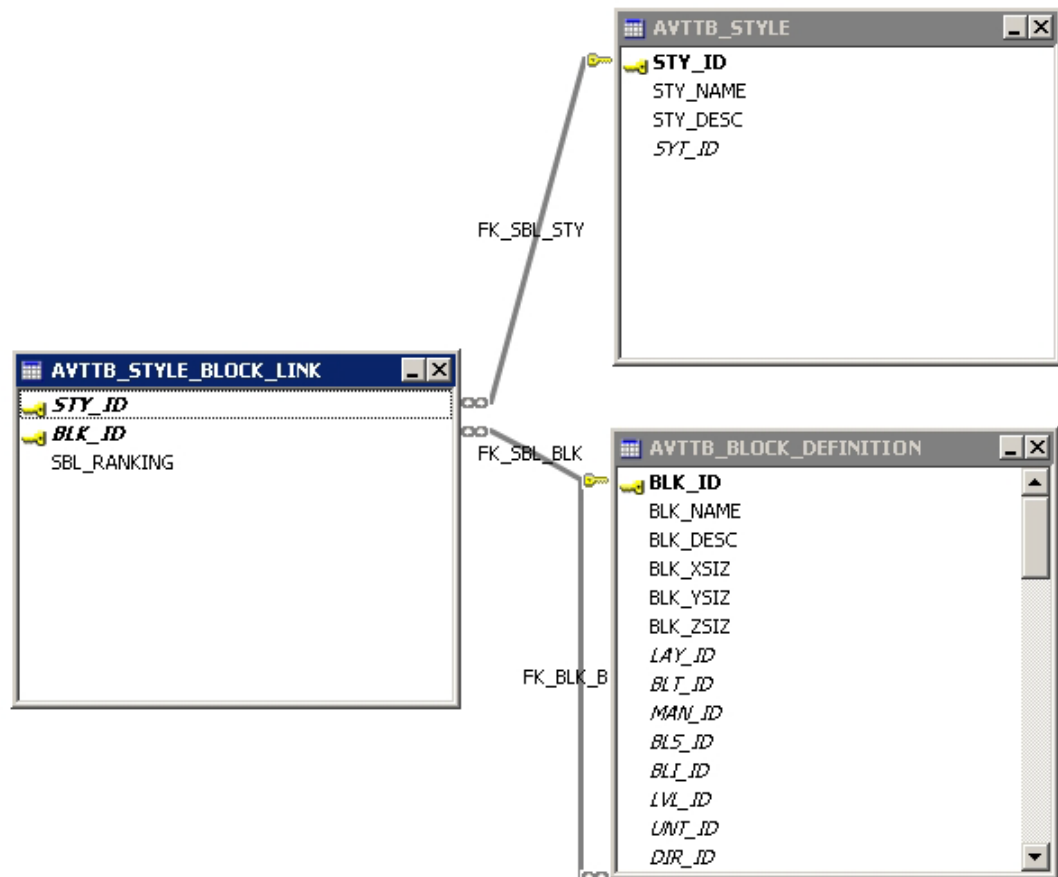 AVTTB_STYLE
STY_ID
STY_NAME
STY_DESC
SYT_ID
FK_SBL_STY
AVTTB_STYLE_BLOCK_LINK
STY_ID
BLK_ID
SBL_RANKING
FK_SBL_BLK
AVTTB_BLOCK_DEFINITION
BLK_ID
BLK_NAME
BLK_DESC
BLK_XSIZ
BLK_YSIZ
BLK_ZSIZ
LAY_ID
BLT_ID
MAN_ID
BLS_ID
BLI_ID
LVL_ID
UNT_ID
DIR_ID
FK_BLK_B